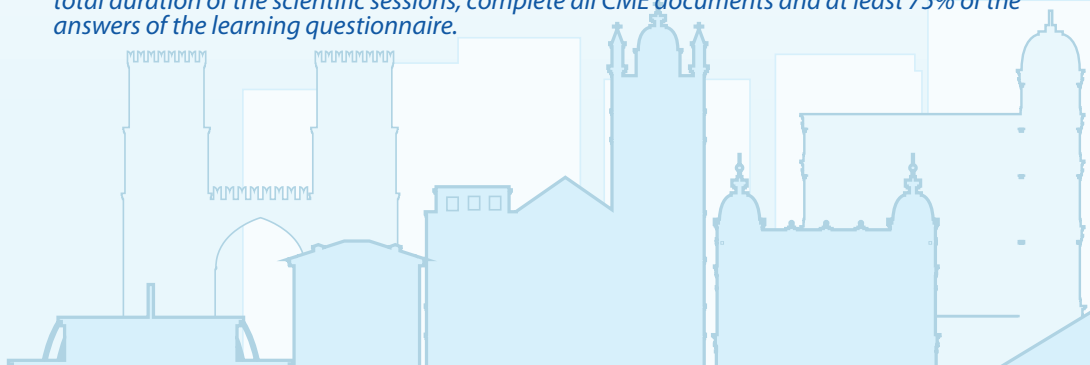 total duration of the scientific sessions, complete all CME documents and at least 75% of the
answers of the learning questionnaire.